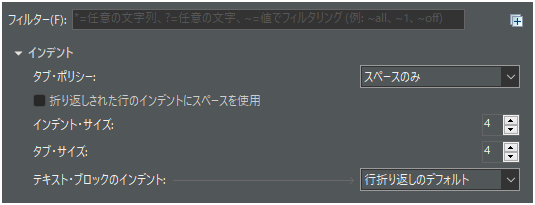 フィルター(F): *=任意の文字列、?=任意の文字、~=値でフィルタリング (例: ~all、~1、~off)
インデント
タブ・ポリシー: スペースのみ
折り返しされた行のインデントにスペースを使用
インデント・サイズ: 4
タブ・サイズ: 4
テキスト・ブロックのインデント: 行折り返しのデフォルト